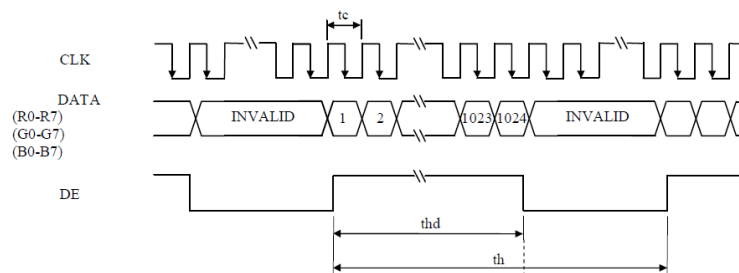 tc
CLK
DATA
(R0-R7)
(G0-G7)
(B0-B7)
INVALID 1 2 1023 1024 INVALID
DE
thd
th